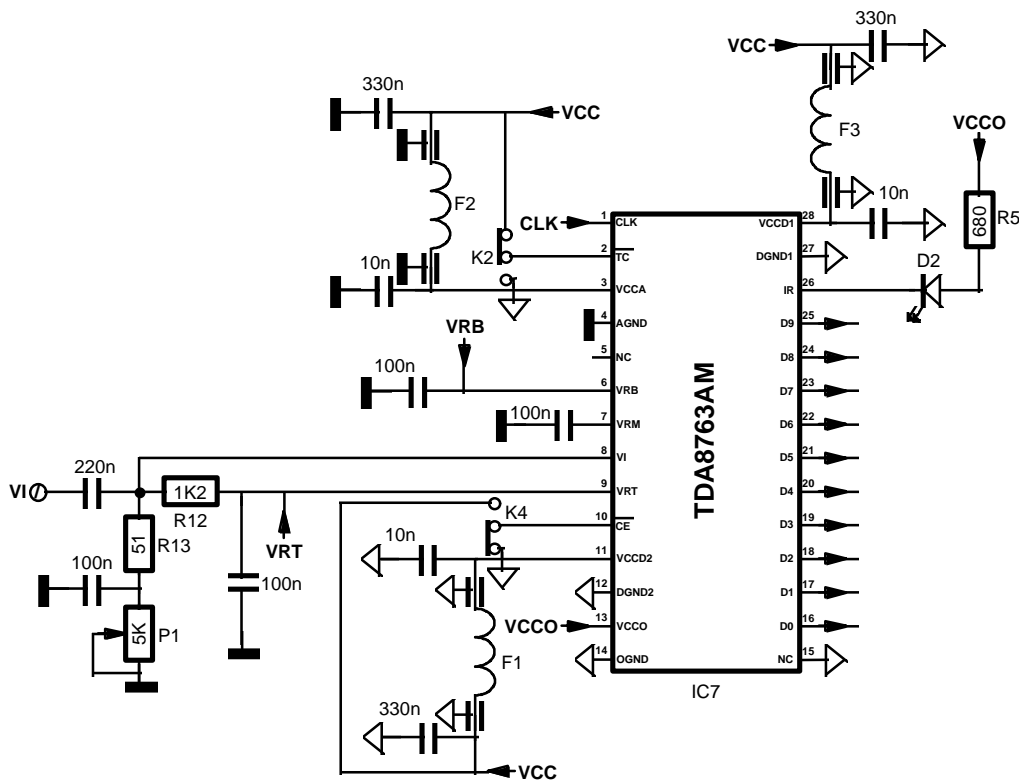 330n
VCC
330n
VCC
F3
VCCO
F2
10n
680
R5
CLK
1
CLK
VCCD1
28
K2
2
TC
DGND1
27
D2
10n
3
VCCA
IR
26
VRB
4
AGND
D9
25
100n
5
NC
D8
24
6
VRB
D7
23
100n
7
VRM
D6
22
TDA8763AM
220n
8
VI
D5
21
VI
1K2
9
VRT
D4
20
R12
K4
51
R13
VRT
10
CE
D3
19
10n
11
VCCD2
D2
18
100n
100n
12
DGND2
D1
17
5K
P1
VCCO
13
VCCO
D0
16
F1
14
OGND
NC
15
IC7
330n
VCC